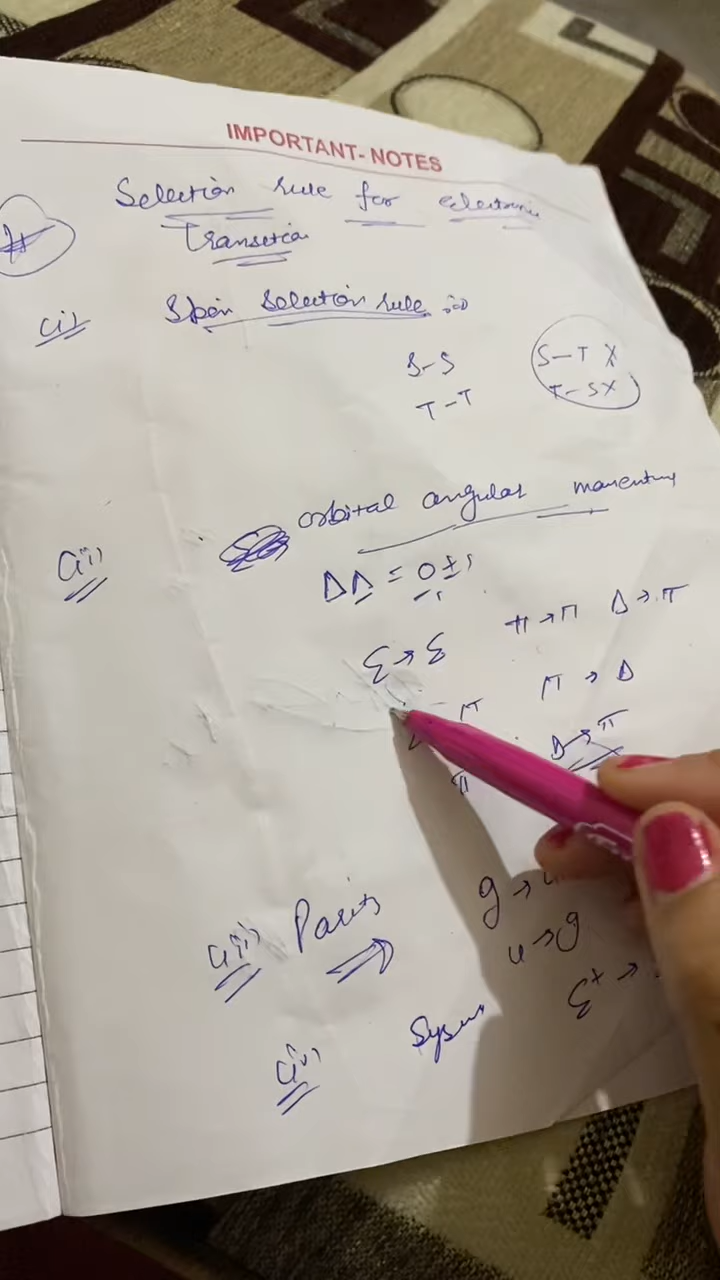 IMPORTANT- NOTES
Selection rule for electronic
Transition
(i) Spin selection rule :-
S-S S-T X
T-T T-S X
(ii) orbital angular momentum
ΔΛ = 0 ±1
Σ → Σ π → π Δ → π
π π → Δ
π Δ → π
(iii) Parity g →
u → g
(iv) Σ+ →